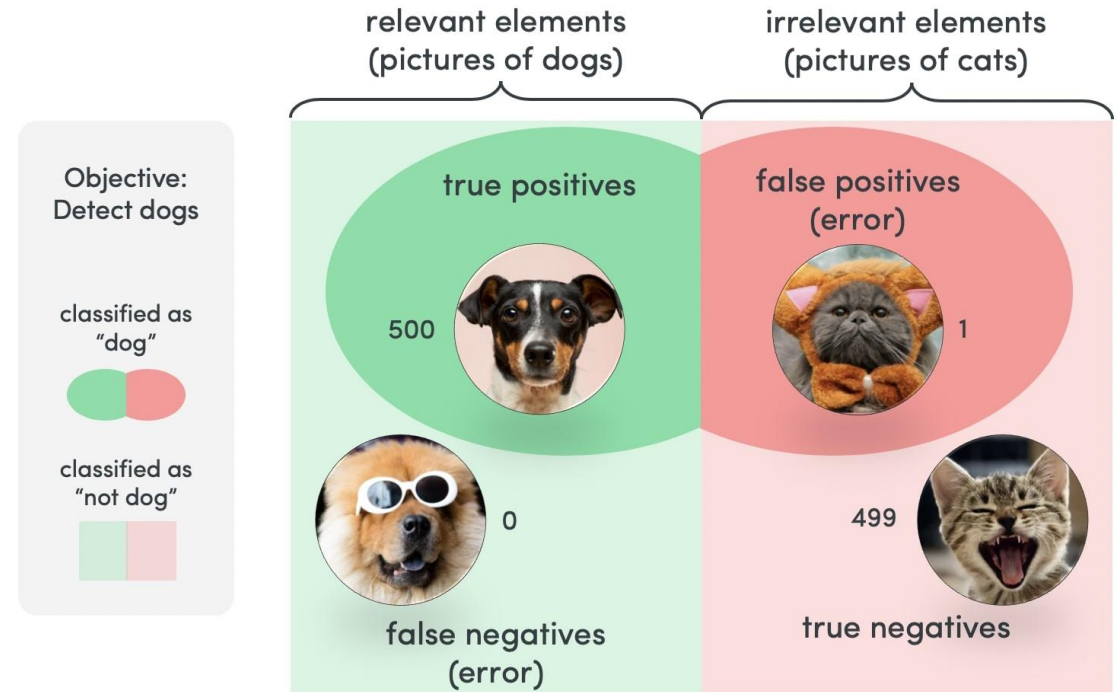 relevant elements
(pictures of dogs)
irrelevant elements
(pictures of cats)
Objective:
Detect dogs
classified as
“dog”
classified as
“not dog”
true positives
500
false positives
(error)
1
0
false negatives
(error)
499
true negatives